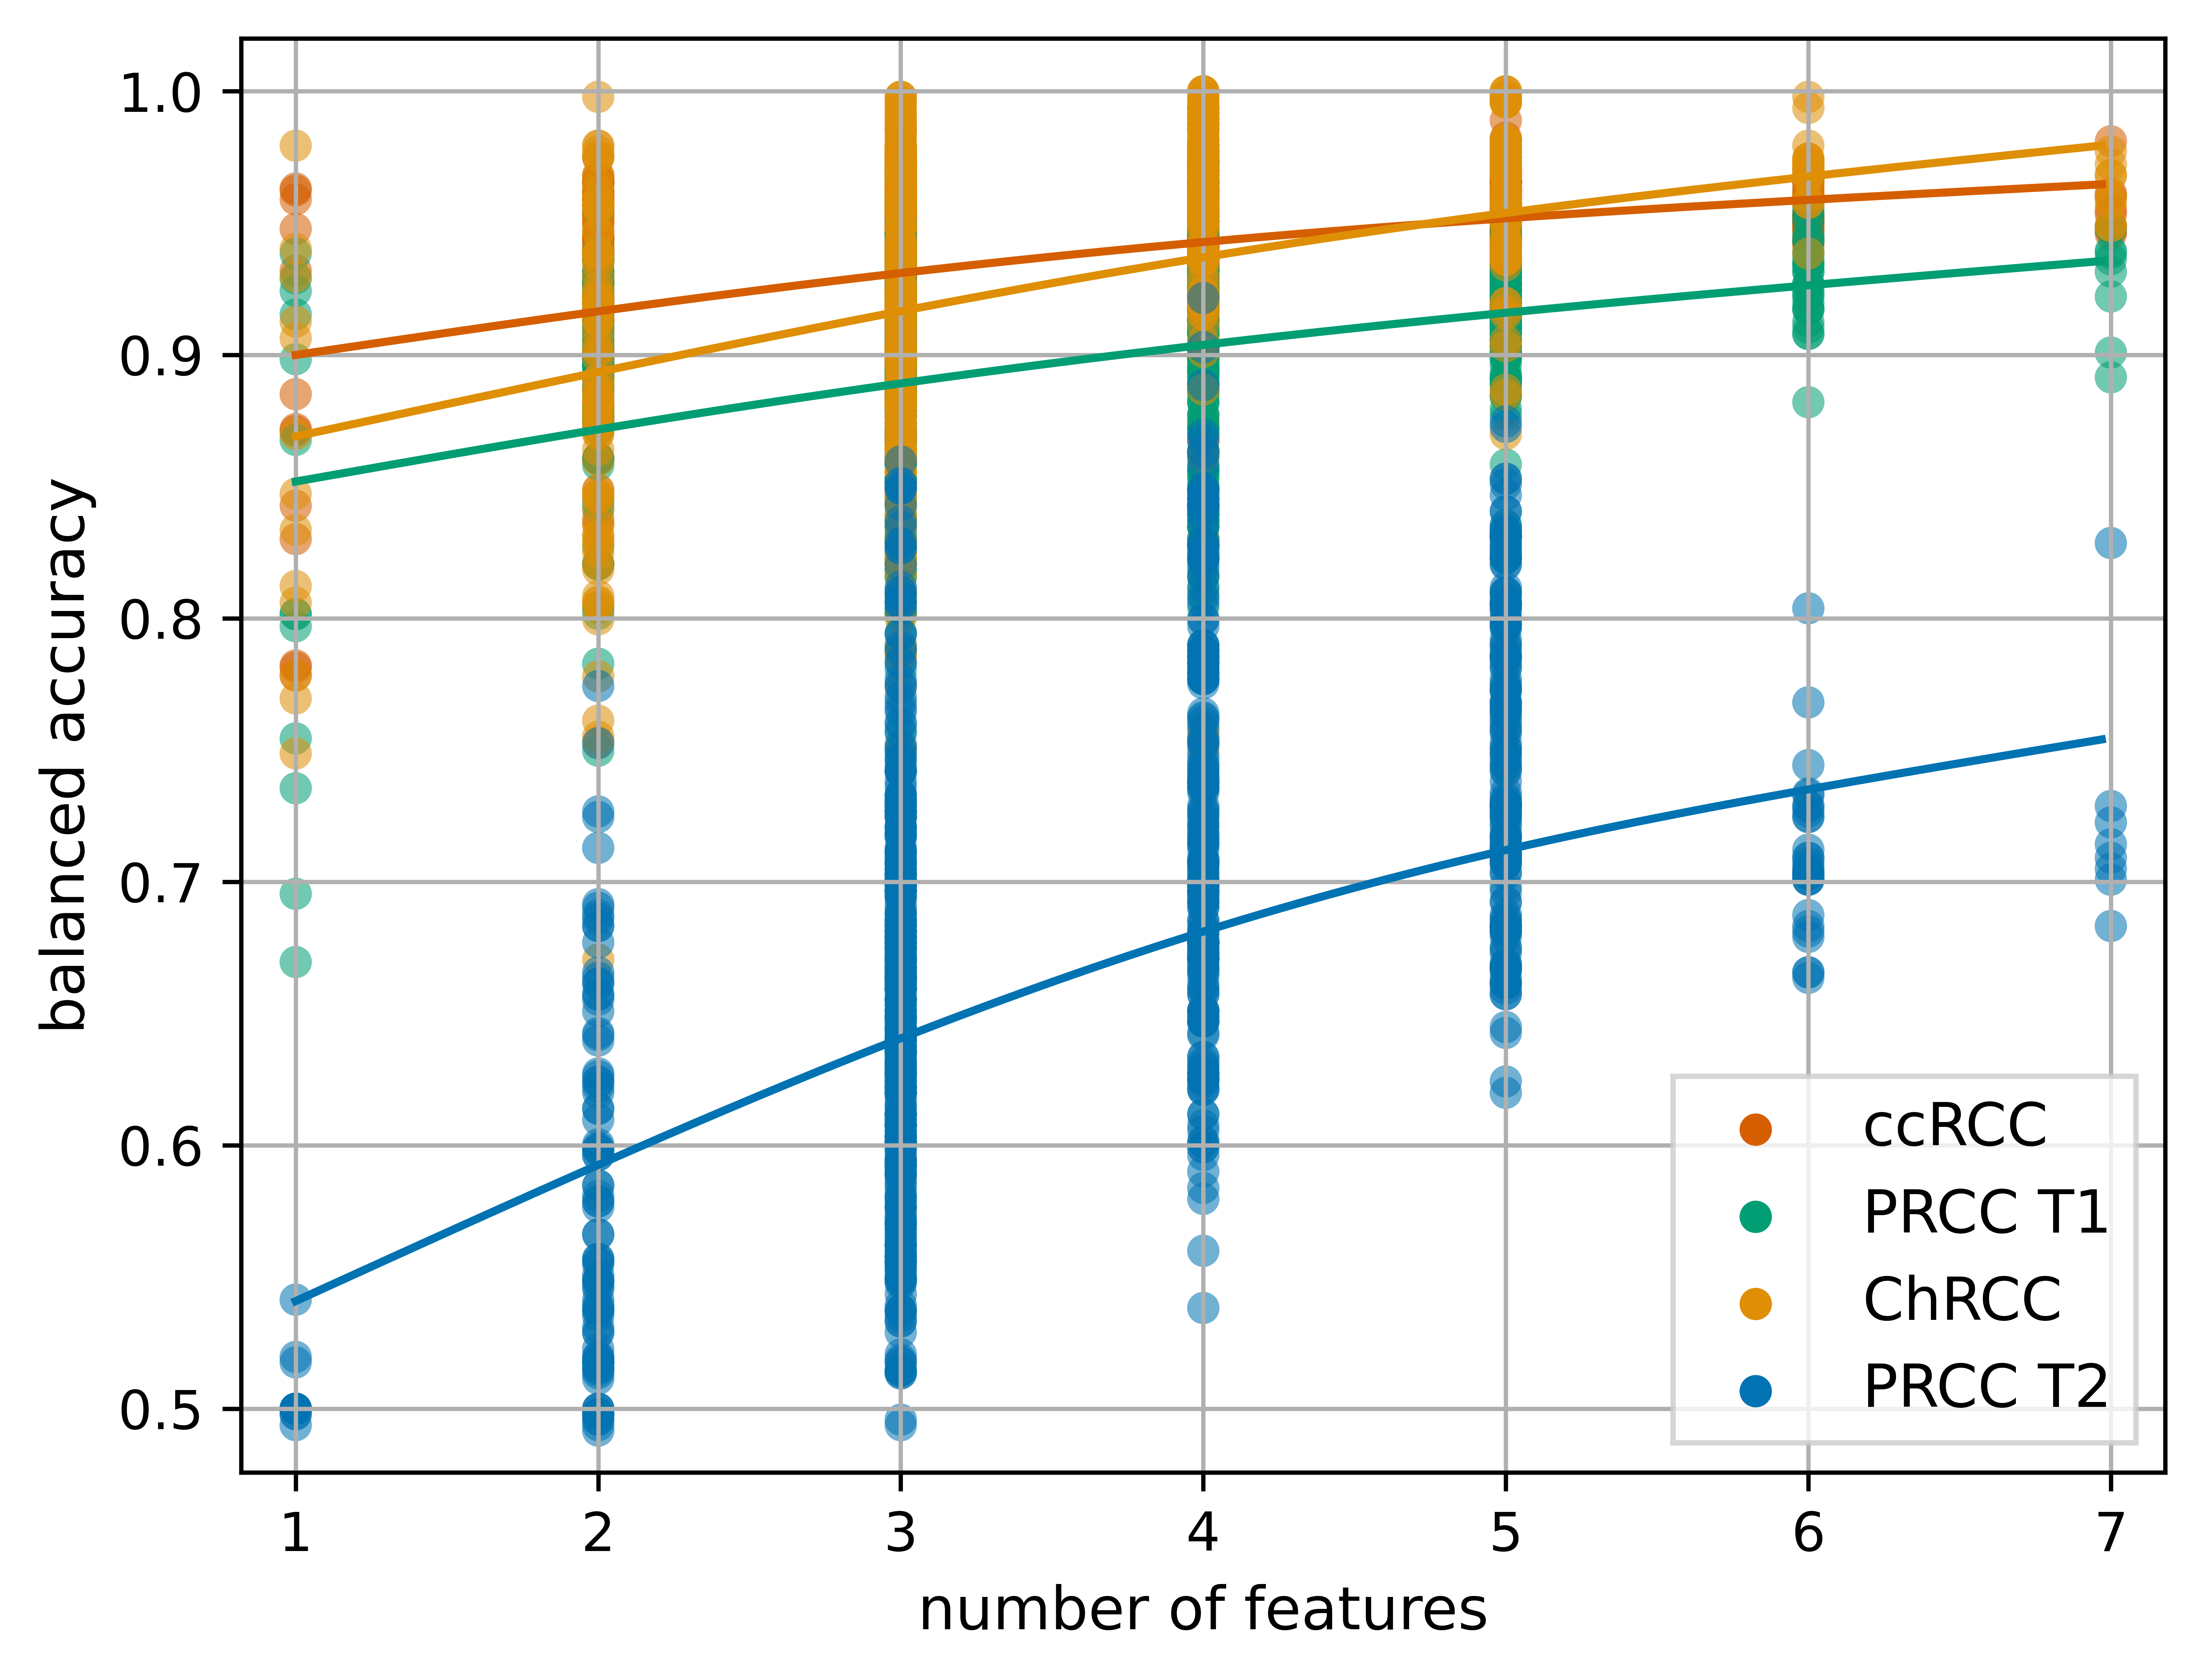 1.0
0.9
0.8
0.7
0.6
0.5
balanced accuracy
1 2 3 4 5 6 7
number of features
ccRCC
PRCC T1
ChRCC
PRCC T2